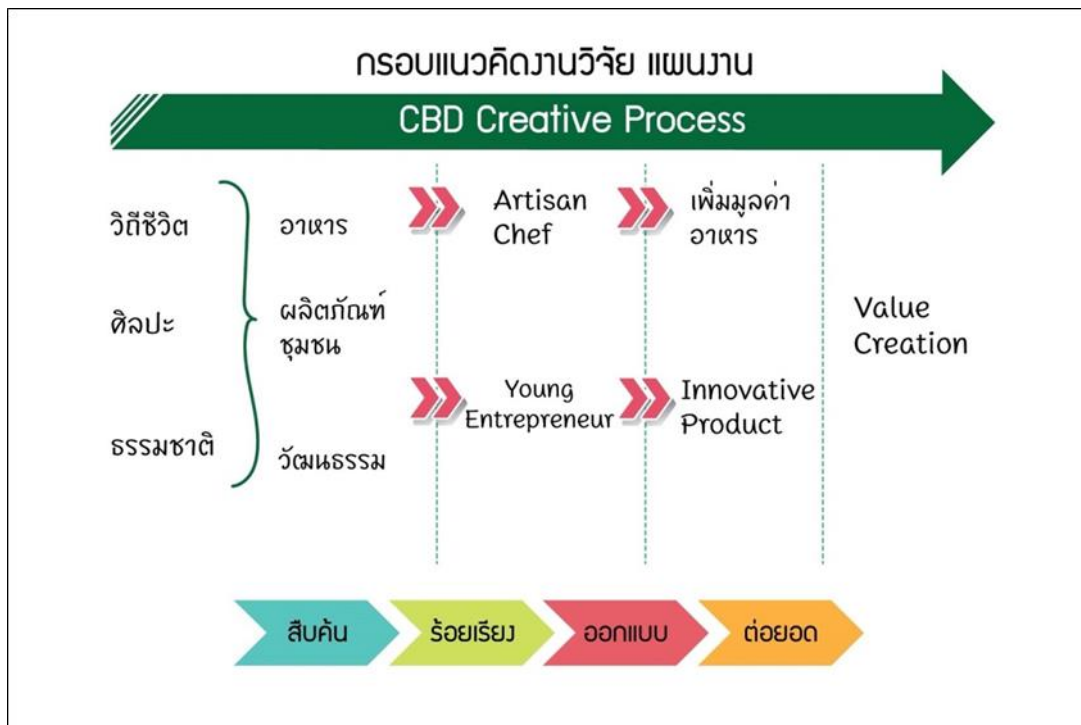 กรอบแนวคิดงานวิจัย แผนงาน
CBD Creative Process
วิถีชีวิต
ศิลปะ
ธรรมชาติ
อาหาร
ผลิตภัณฑ์
ชุมชน
วัฒนธรรม
Artisan
Chef
Young
Entrepreneur
เพิ่มมูลค่า
อาหาร
Innovative
Product
Value
Creation
สืบค้น
ร้อยเรียง
ออกแบบ
ต่อยอด